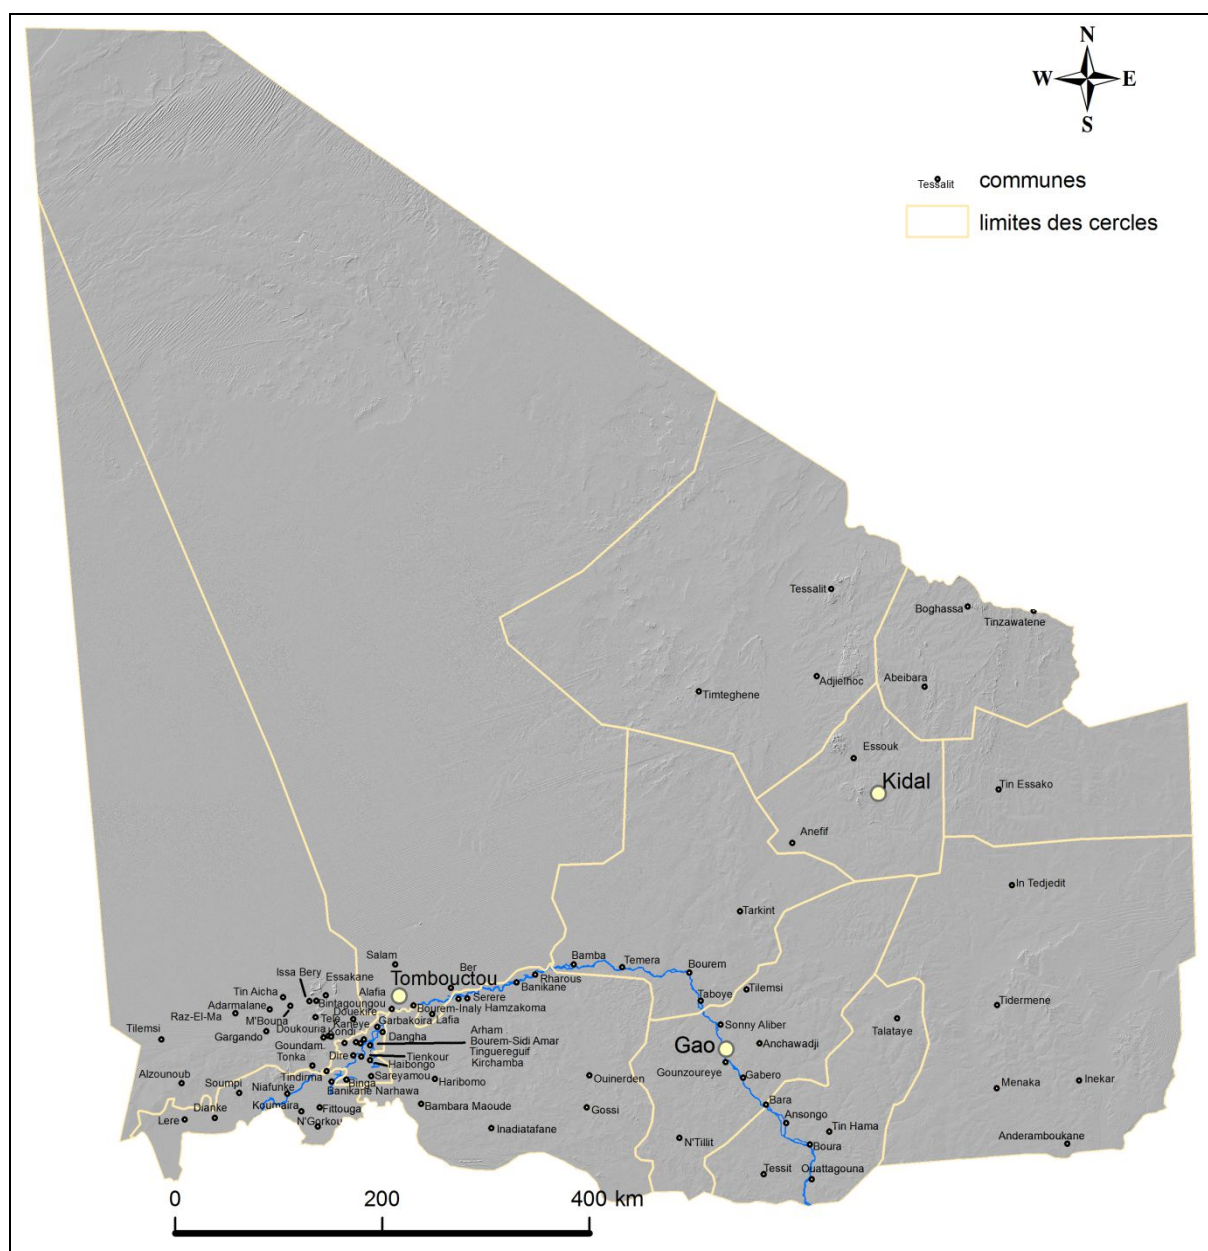 N
W E
S
Tessalit communes
limites des cercles
Tessalit
Boghassa
Tinzawatene
Adjelhoc
Abeibara
Timteghene
Essouk
Kidal
Tin Essako
Anefif
In Tedjedit
Tarkint
Salam
Issa Bery
Essakane
Tombouctou
Ber
Bamba
Temera
Bourem
Rharous
Banikane
Tin Aicha
Alafia
Adarmalane
Bintagoungou
Serere
Taboye
Tilemsi
Tidermene
Raz-El-Ma
M'Bouna
Tele
Douekire
Bourem-Inaly
Hamzakoma
Talataye
Gargando
Doukouria
Kaneye
Garbakoira
Lafia
Sonny Aliber
Tilemsi
Goundam
Kondi
Dangha
Arham
Bourem-Sidi Amar
Tinguereguif
Kirchamba
Gao
Anchawadji
Tonka
Dire
Tienkour
Haibongo
Gounzoureye
Alzounoub
Soumpi
Tindirma
Sareyamou
Haribomo
Ouinerden
Gabero
Menaka
Inekar
Niafunke
Binga
Banikane Narhawa
Dianke
Koumaira
Fittouga
Bambara Maoude
Gossi
Bara
Lere
N'Gorkou
Inadiatafane
Ansongo
Tin Hama
N'Tillit
Boura
Anderamboukane
Tessit
Ouattagouna
0 200 400 km